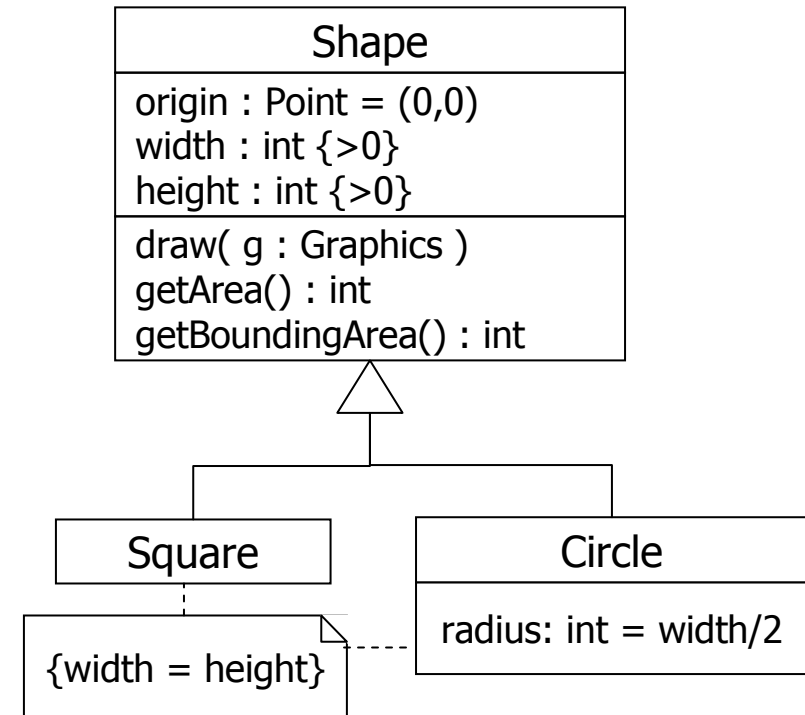 Shape
origin : Point = (0,0)
width : int {>0}
height : int {>0}
draw( g : Graphics )
getArea() : int
getBoundingArea() : int
Square
Circle
radius: int = width/2
{width = height}